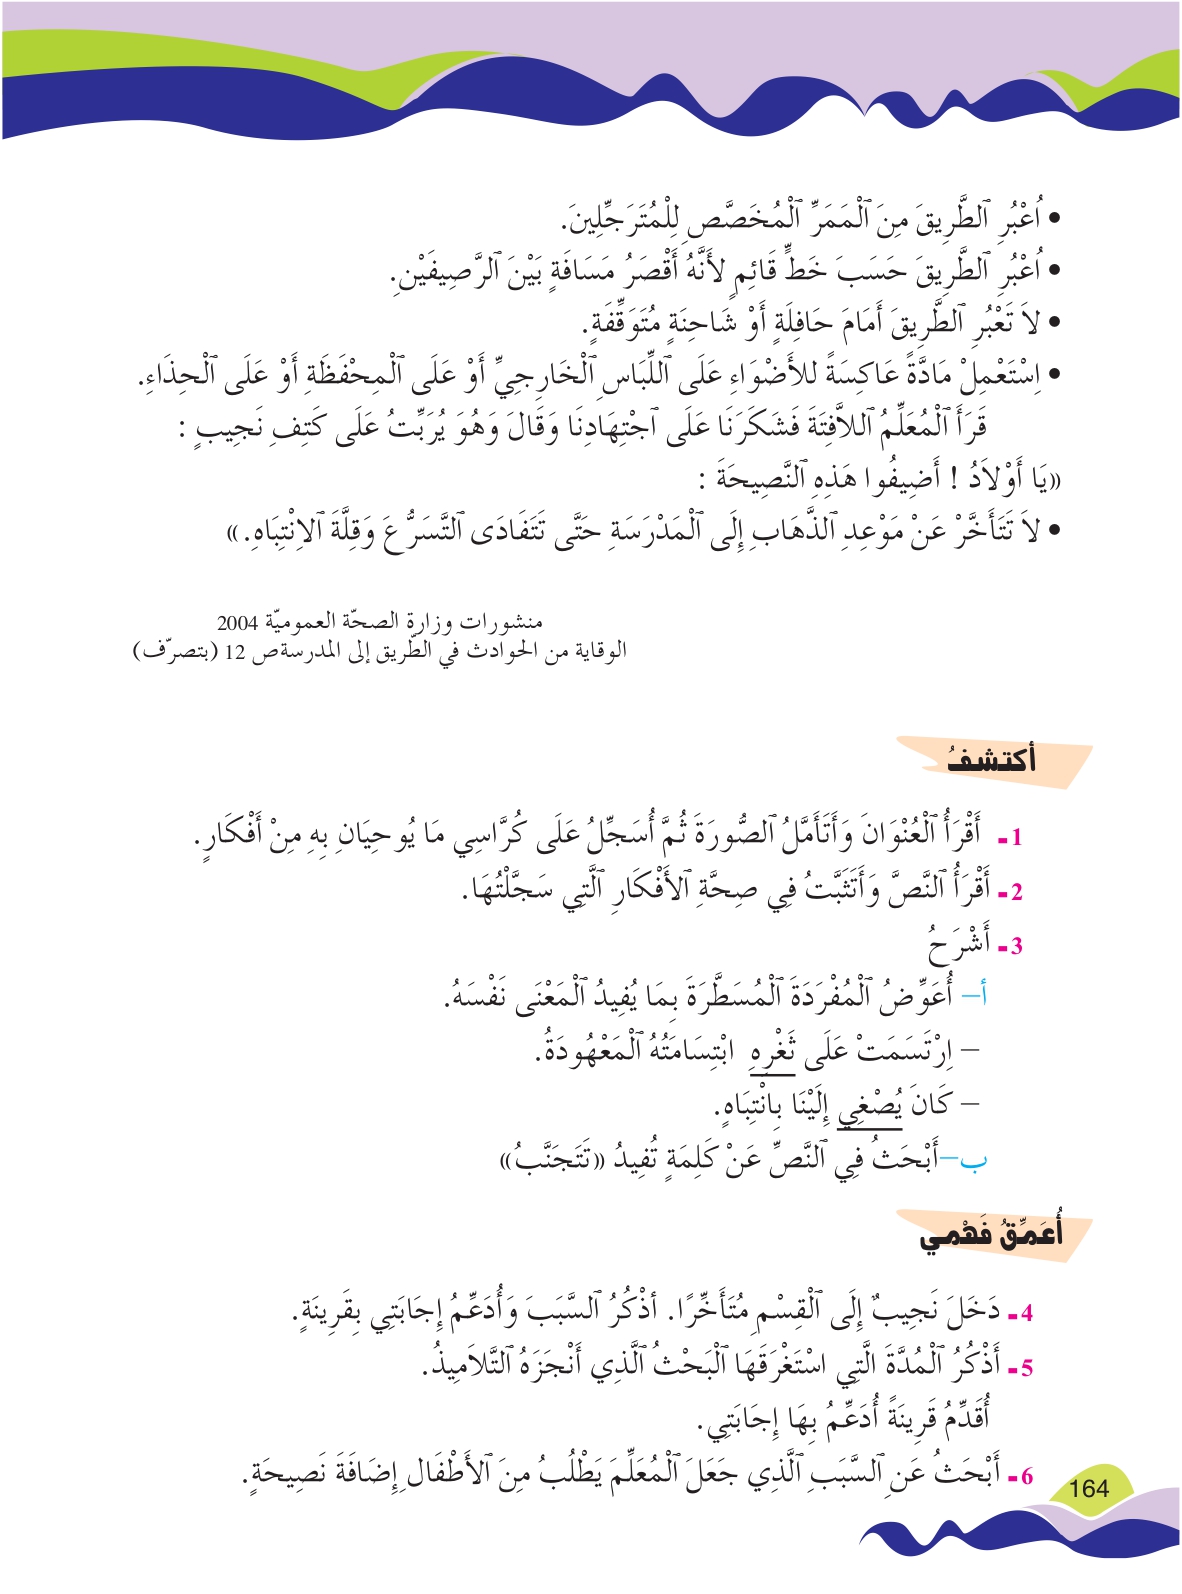 • اُعْبُرِ ٱلطَّرِيقَ مِنَ ٱلْمَمَرِّ ٱلْمُخَصَّصِ لِلْمُتَرَجِّلِينَ.
• اُعْبُرِ ٱلطَّرِيقَ حَسَبَ خَطٍّ قَائِمٍ لأَنَّهُ أَقْصَرُ مَسَافَةٍ بَيْنَ ٱلرَّصِيفَيْنِ.
• لاَ تَعْبُرِ ٱلطَّرِيقَ أَمَامَ حَافِلَةٍ أَوْ شَاحِنَةٍ مُتَوَقِّفَةٍ.
• اِسْتَعْمِلْ مَادَّةً عَاكِسَةً للأَضْوَاءِ عَلَى ٱللِّبَاسِ ٱلْخَارِجِيِّ أَوْ عَلَى ٱلْمِحْفَظَةِ أَوْ عَلَى ٱلْحِذَاءِ.
قَرَأَ ٱلْمُعَلِّمُ ٱللاَّفِتَةَ فَشَكَرَنَا عَلَى ٱجْتِهَادِنَا وَقَالَ وَهُوَ يُرَبِّتُ عَلَى كَتِفِ نَجِيبٍ :
«يَا أَوْلاَدُ ! أَضِيفُوا هَذِهِ ٱلنَّصِيحَةَ :
• لاَ تَتَأَخَّرْ عَنْ مَوْعِدِ ٱلذَّهَابِ إِلَى ٱلْمَدْرَسَةِ حَتَّى تَتَفَادَى ٱلتَّسَرُّعَ وَقِلَّةَ ٱلاِنْتِبَاهِ.»
منشورات وزارة الصحّة العموميّة 2004
الوقاية من الحوادث في الطّريق إلى المدرسة ص 12 (بتصرّف)
أكتشفُ
1- أَقْرَأُ ٱلْعُنْوَانَ وَأَتَأَمَّلُ ٱلصُّورَةَ ثُمَّ أُسَجِّلُ عَلَى كُرَّاسِي مَا يُوحِيَانِ بِهِ مِنْ أَفْكَارٍ.
2- أَقْرَأُ ٱلنَّصَّ وَأَتَثَبَّتُ فِي صِحَّةِ ٱلأَفْكَارِ ٱلَّتِي سَجَّلْتُهَا.
3- أَشْرَحُ
أ– أُعَوِّضُ ٱلْمُفْرَدَةَ ٱلْمُسَطَّرَةَ بِمَا يُفِيدُ ٱلْمَعْنَى نَفْسَهُ.
– اِرْتَسَمَتْ عَلَى ثَغْرِهِ ابْتِسَامَتُهُ ٱلْمَعْهُودَةُ.
– كَانَ يُصْغِي إِلَيْنَا بِانْتِبَاهٍ.
ب–أَبْحَثُ فِي ٱلنَّصِّ عَنْ كَلِمَةٍ تُفِيدُ «تَتَجَنَّبُ»
أُعَمِّقُ فَهْمي
4- دَخَلَ نَجِيبٌ إِلَى ٱلْقِسْمِ مُتَأَخِّرًا. أذْكُرُ ٱلسَّبَبَ وَأُدَعِّمُ إِجَابَتِي بِقَرِينَةٍ.
5- أَذْكُرُ ٱلْمُدَّةَ الَّتِي اسْتَغْرَقَهَا ٱلْبَحْثُ ٱلَّذِي أَنْجَزَهُ ٱلتَّلاَمِيذُ.
أُقَدِّمُ قَرِينَةً أُدَعِّمُ بِهَا إِجَابَتِي.
6- أَبْحَثُ عَنِ ٱلسَّبَبِ ٱلَّذِي جَعَلَ ٱلْمُعَلِّمَ يَطْلُبُ مِنَ ٱلأَطْفَالِ إِضَافَةَ نَصِيحَةٍ.
164